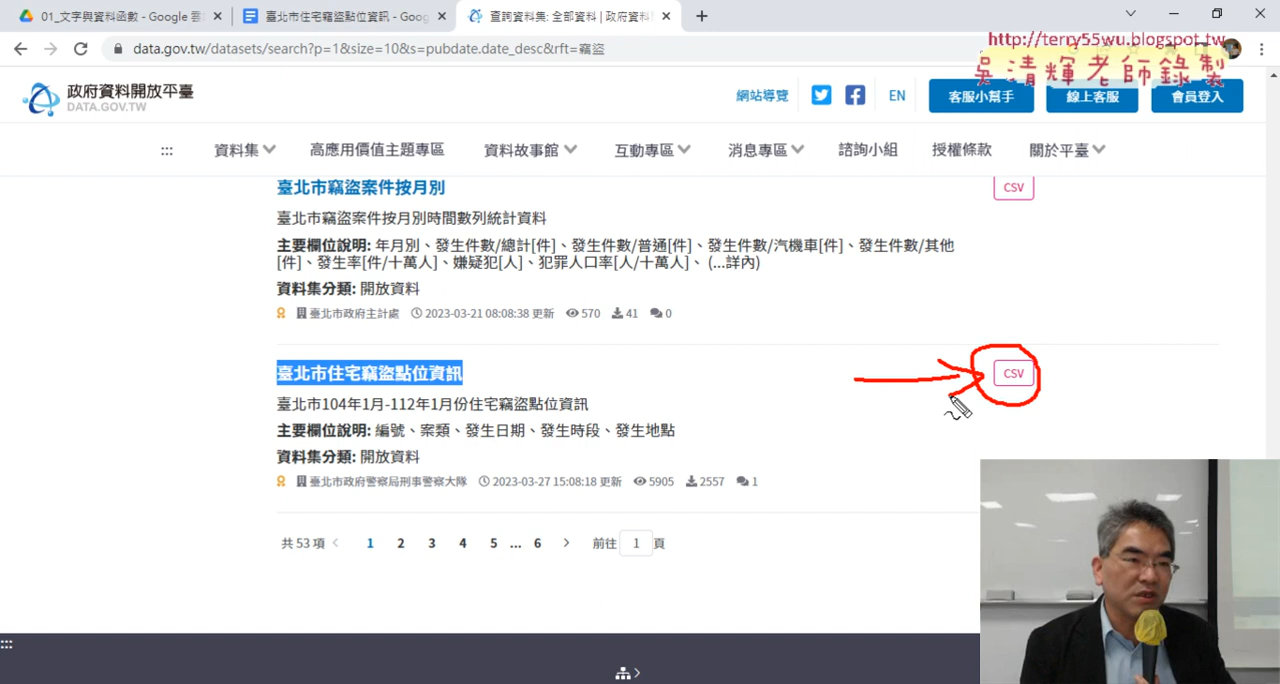 01_文字與資料函數 - Google 雲
臺北市住宅竊盜點位資訊 - Goog
查詢資料集: 全部資料 | 政府資料
data.gov.tw/datasets/search?p=1&size=10&s=pubdate.date_desc&rft=竊盜
http://terry55wu.blogspot.tw
吳清輝老師錄製
政府資料開放平臺
DATA.GOV.TW
網站導覽
EN
客服小幫手
線上客服
會員登入
資料集
高應用價值主題專區
資料故事館
互動專區
消息專區
諮詢小組
授權條款
關於平臺
臺北市竊盜案件按月別
CSV
臺北市竊盜案件按月別時間數列統計資料
主要欄位說明: 年月別、發生件數/總計[件]、發生件數/普通[件]、發生件數/汽機車[件]、發生件數/其他
[件]、發生率[件/十萬人]、嫌疑犯[人]、犯罪人口率[人/十萬人]、 (...詳內)
資料集分類: 開放資料
臺北市政府主計處 2023-03-21 08:08:38 更新 570 41 0
臺北市住宅竊盜點位資訊
CSV
臺北市104年1月-112年1月份住宅竊盜點位資訊
主要欄位說明: 編號、案類、發生日期、發生時段、發生地點
資料集分類: 開放資料
臺北市政府警察局刑事警察大隊 2023-03-27 15:08:18 更新 5905 2557 1
共 53 項 1 2 3 4 5 ... 6 前往 1 頁